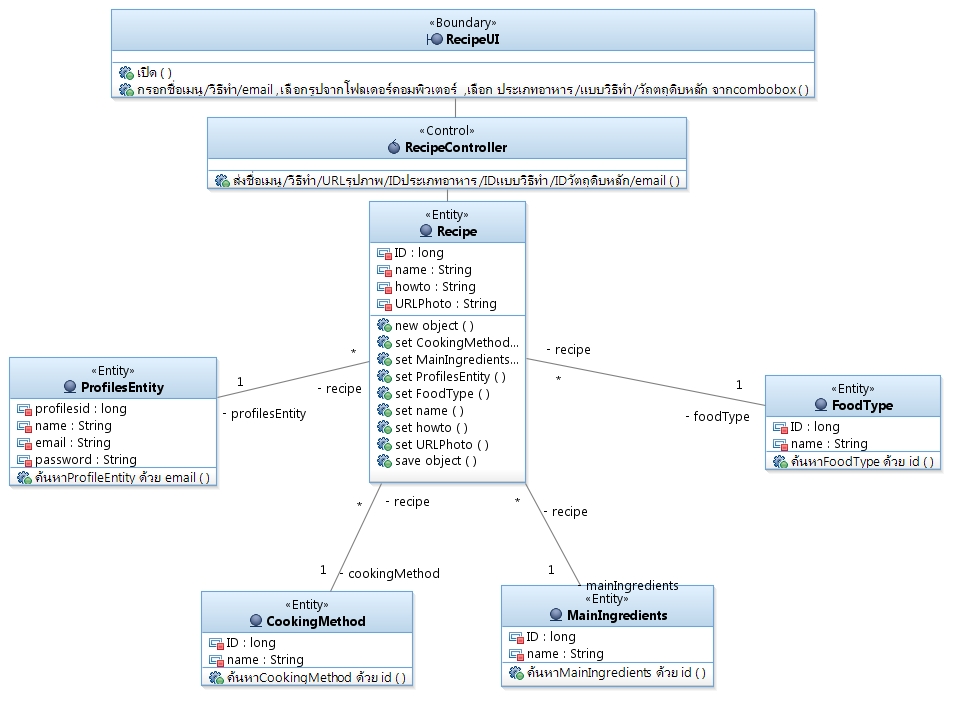 «Boundary»
RecipeUI
เปิด ( )
กรอกชื่อเมนู/วิธีทำ/email ,เลือกรูปจากโฟลเดอร์คอมพิวเตอร์ ,เลือก ประเภทอาหาร/แบบวิธีทำ/วัถตุดิบหลัก จากcombobox ( )
«Control»
RecipeController
ส่งชื่อเมนู/วิธีทำ/URLรูปภาพ/IDประเภทอาหาร/IDแบบวิธีทำ/IDวัตถุดิบหลัก/email ( )
«Entity»
Recipe
ID : long
name : String
howto : String
URLPhoto : String
new object ( )
set CookingMethod...
set MainIngredients...
set ProfilesEntity ( )
set FoodType ( )
set name ( )
set howto ( )
set URLPhoto ( )
save object ( )
*
- recipe
1
- profilesEntity
«Entity»
ProfilesEntity
profilesid : long
name : String
email : String
password : String
ค้นหาProfileEntity ด้วย email ( )
- recipe
*
1
- foodType
«Entity»
FoodType
ID : long
name : String
ค้นหาFoodType ด้วย id ( )
*
- recipe
1
- cookingMethod
«Entity»
CookingMethod
ID : long
name : String
ค้นหาCookingMethod ด้วย id ( )
*
- recipe
1
- mainIngredients
«Entity»
MainIngredients
ID : long
name : String
ค้นหาMainIngredients ด้วย id ( )